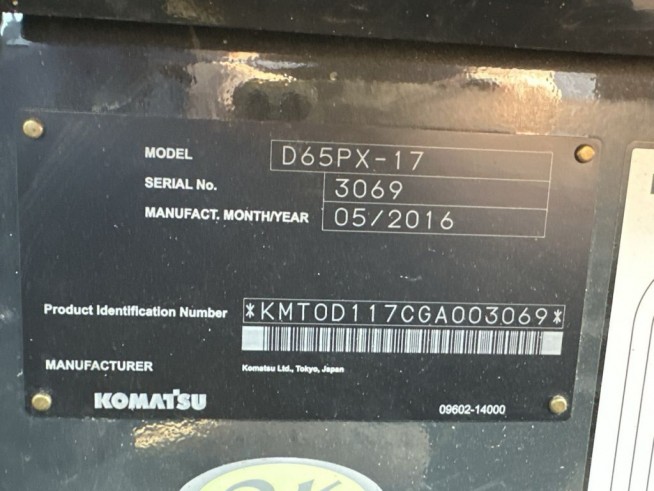 MODEL D65PX-17
SERIAL No. 3069
MANUFACT. MONTH/YEAR 05/2016
Product Identification Number *KMT0D117CGA003069*
MANUFACTURER Komatsu Ltd., Tokyo, Japan
KOMATSU 09602-14000
OK